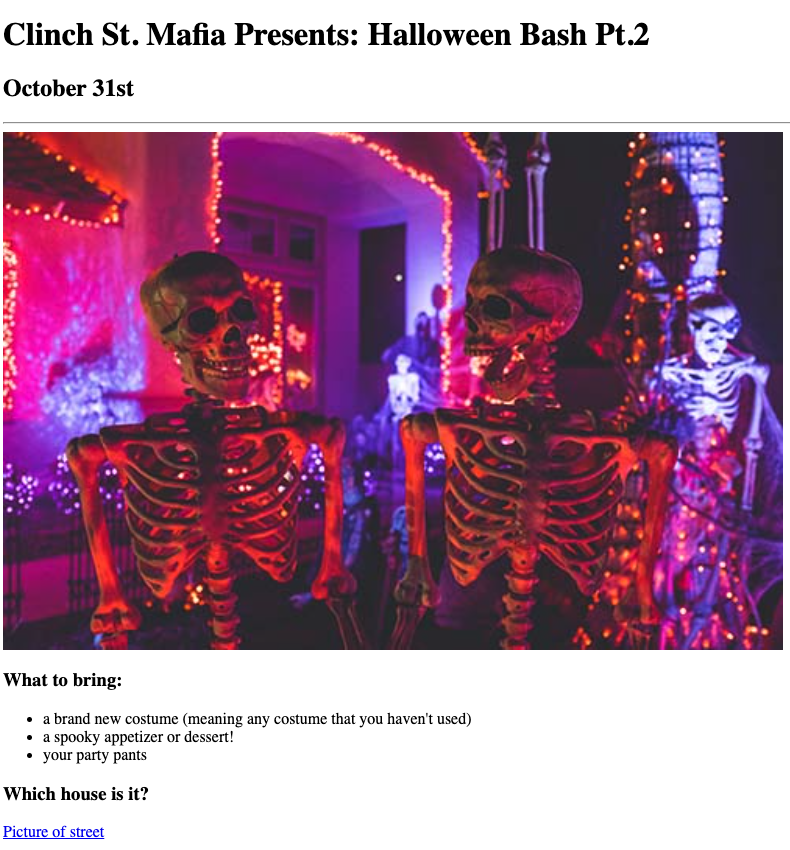 Clinch St. Mafia Presents: Halloween Bash Pt.2
October 31st
What to bring:
a brand new costume (meaning any costume that you haven't used)
a spooky appetizer or dessert!
your party pants
Which house is it?
Picture of street